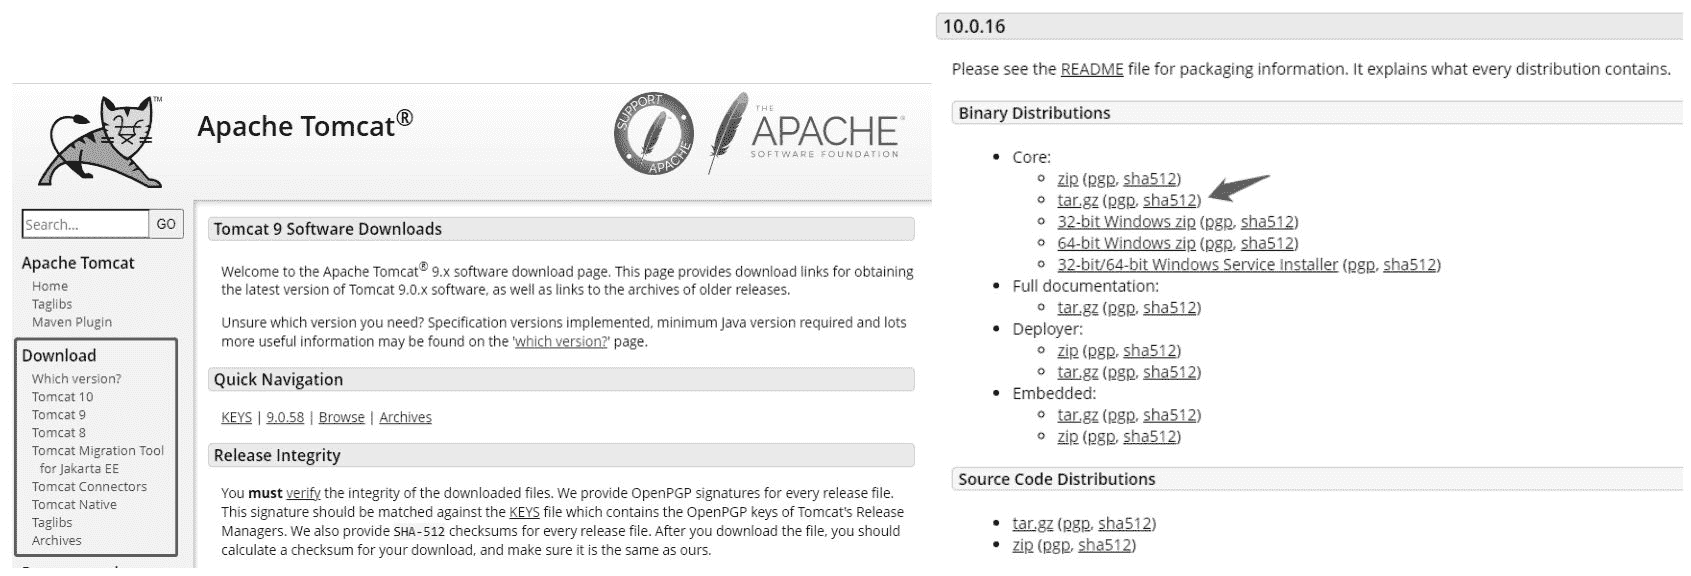 TM
Apache Tomcat®
SUPPORT
APACHE
THE
APACHE®
SOFTWARE FOUNDATION
Search...
GO
Apache Tomcat
Home
Taglibs
Maven Plugin
Download
Which version?
Tomcat 10
Tomcat 9
Tomcat 8
Tomcat Migration Tool
for Jakarta EE
Tomcat Connectors
Tomcat Native
Taglibs
Archives
Tomcat 9 Software Downloads
Welcome to the Apache Tomcat® 9.x software download page. This page provides download links for obtaining
the latest version of Tomcat 9.0.x software, as well as links to the archives of older releases.
Unsure which version you need? Specification versions implemented, minimum Java version required and lots
more useful information may be found on the 'which version?' page.
Quick Navigation
KEYS | 9.0.58 | Browse | Archives
Release Integrity
You must verify the integrity of the downloaded files. We provide OpenPGP signatures for every release file.
This signature should be matched against the KEYS file which contains the OpenPGP keys of Tomcat's Release
Managers. We also provide SHA-512 checksums for every release file. After you download the file, you should
calculate a checksum for your download, and make sure it is the same as ours.
10.0.16
Please see the README file for packaging information. It explains what every distribution contains.
Binary Distributions
• Core:
◦ zip (pgp, sha512)
◦ tar.gz (pgp, sha512)
◦ 32-bit Windows zip (pgp, sha512)
◦ 64-bit Windows zip (pgp, sha512)
◦ 32-bit/64-bit Windows Service Installer (pgp, sha512)
• Full documentation:
◦ tar.gz (pgp, sha512)
• Deployer:
◦ zip (pgp, sha512)
◦ tar.gz (pgp, sha512)
• Embedded:
◦ tar.gz (pgp, sha512)
◦ zip (pgp, sha512)
Source Code Distributions
• tar.gz (pgp, sha512)
• zip (pgp, sha512)